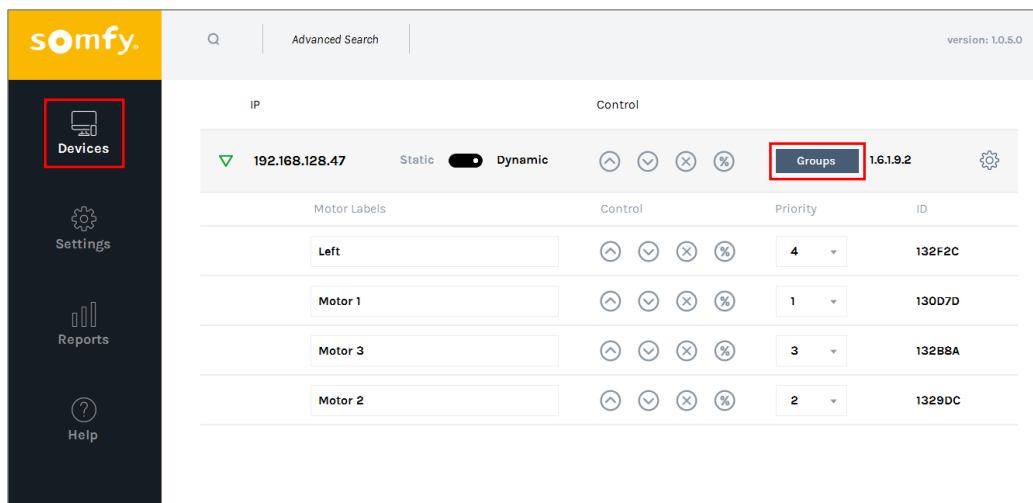 somfy®
Advanced Search
version: 1.0.5.0
IP Control
Devices
192.168.128.47 Static Dynamic % Groups 1.6.1.9.2
Motor Labels Control Priority ID
Settings
Left % 4 132F2C
Motor 1 % 1 130D7D
Reports
Motor 3 % 3 132B8A
Motor 2 % 2 1329DC
?
Help